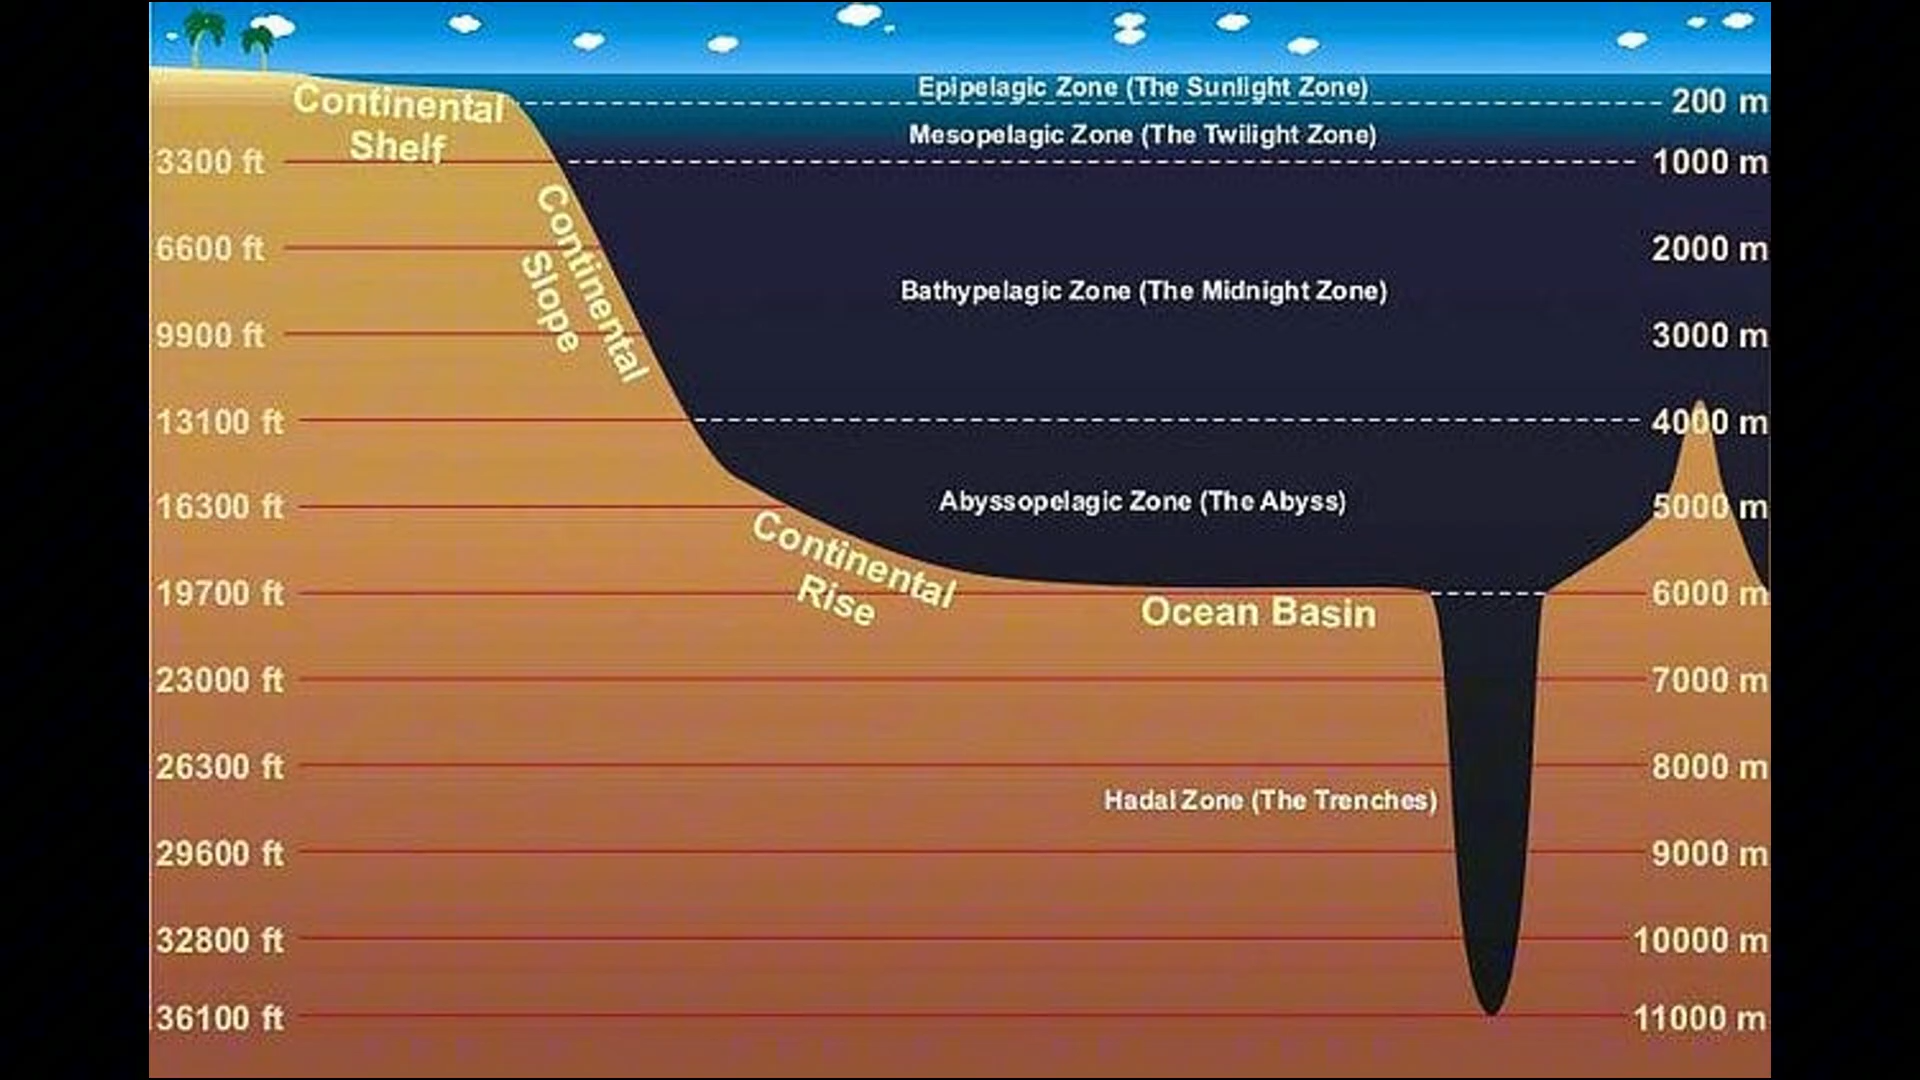 Epipelagic Zone (The Sunlight Zone)
200 m
Continental
Shelf
Mesopelagic Zone (The Twilight Zone)
3300 ft
1000 m
Continental
Slope
6600 ft
2000 m
Bathypelagic Zone (The Midnight Zone)
9900 ft
3000 m
13100 ft
4000 m
Abyssopelagic Zone (The Abyss)
16300 ft
5000 m
Continental
Rise
19700 ft
6000 m
Ocean Basin
23000 ft
7000 m
26300 ft
8000 m
Hadal Zone (The Trenches)
29600 ft
9000 m
32800 ft
10000 m
36100 ft
11000 m